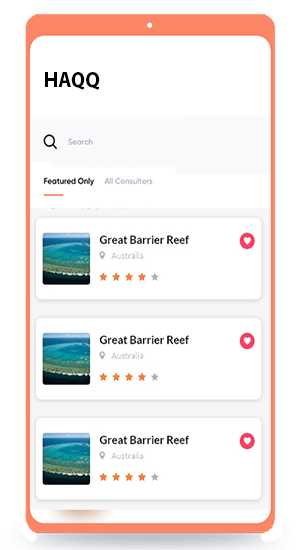 HAQQ
Search
Featured Only All Consulters
Great Barrier Reef
Australia
Great Barrier Reef
Australia
Great Barrier Reef
Australia